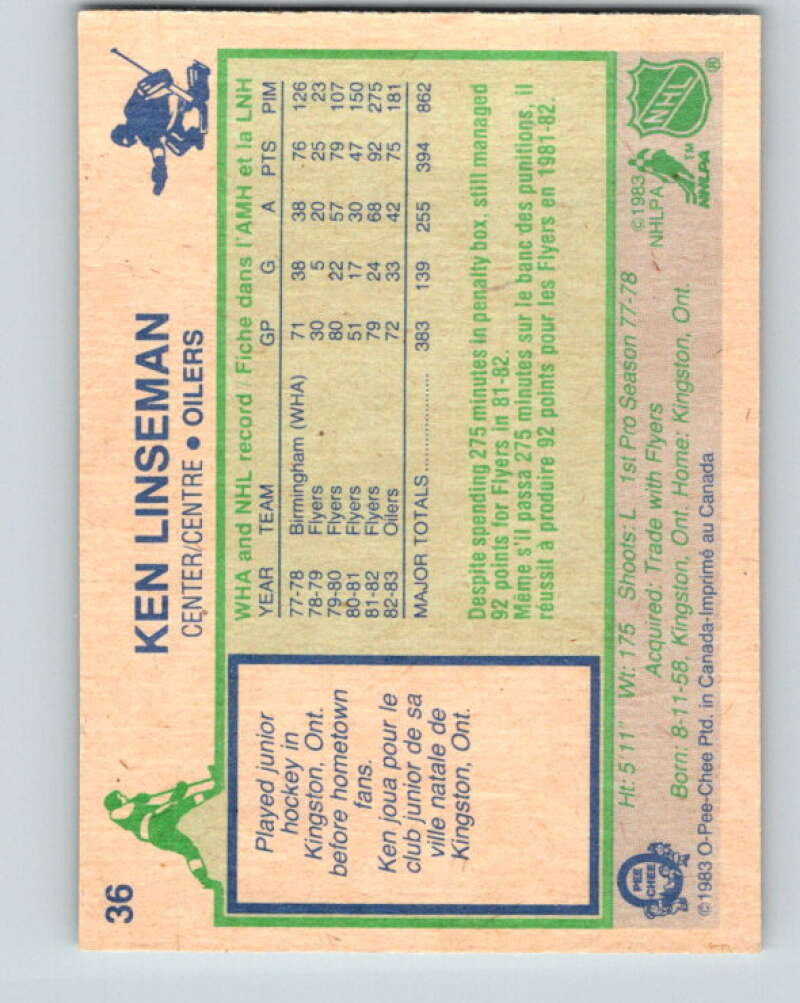 36
KEN LINSEMAN
CENTER/CENTRE • OILERS
Played junior
hockey in
Kingston, Ont.
before hometown
fans.
Ken joua pour le
club junior de sa
ville natale de
Kingston, Ont.
WHA and NHL record / Fiche dans l'AMH et la LNH
YEAR TEAM GP G A PTS PIM
77-78 Birmingham (WHA) 71 38 38 76 126
78-79 Flyers 30 5 20 25 23
79-80 Flyers 80 22 57 79 107
80-81 Flyers 51 17 30 47 150
81-82 Flyers 79 24 68 92 275
82-83 Oilers 72 33 42 75 181
MAJOR TOTALS 383 139 255 394 862
Despite spending 275 minutes in penalty box, still managed
92 points for Flyers in 81-82.
Même s'il passa 275 minutes sur le banc des punitions, il
réussit à produire 92 points pour les Flyers en 1981-82.
Ht: 5'11" Wt: 175 Shoots: L 1st Pro Season 77-78
Acquired: Trade with Flyers
Born: 8-11-58, Kingston, Ont. Home: Kingston, Ont.
©1983 O-Pee-Chee Ptd. in Canada-Imprimé au Canada
O PEE CHEE
©1983
NHLPA
NHLPA™
NHL®